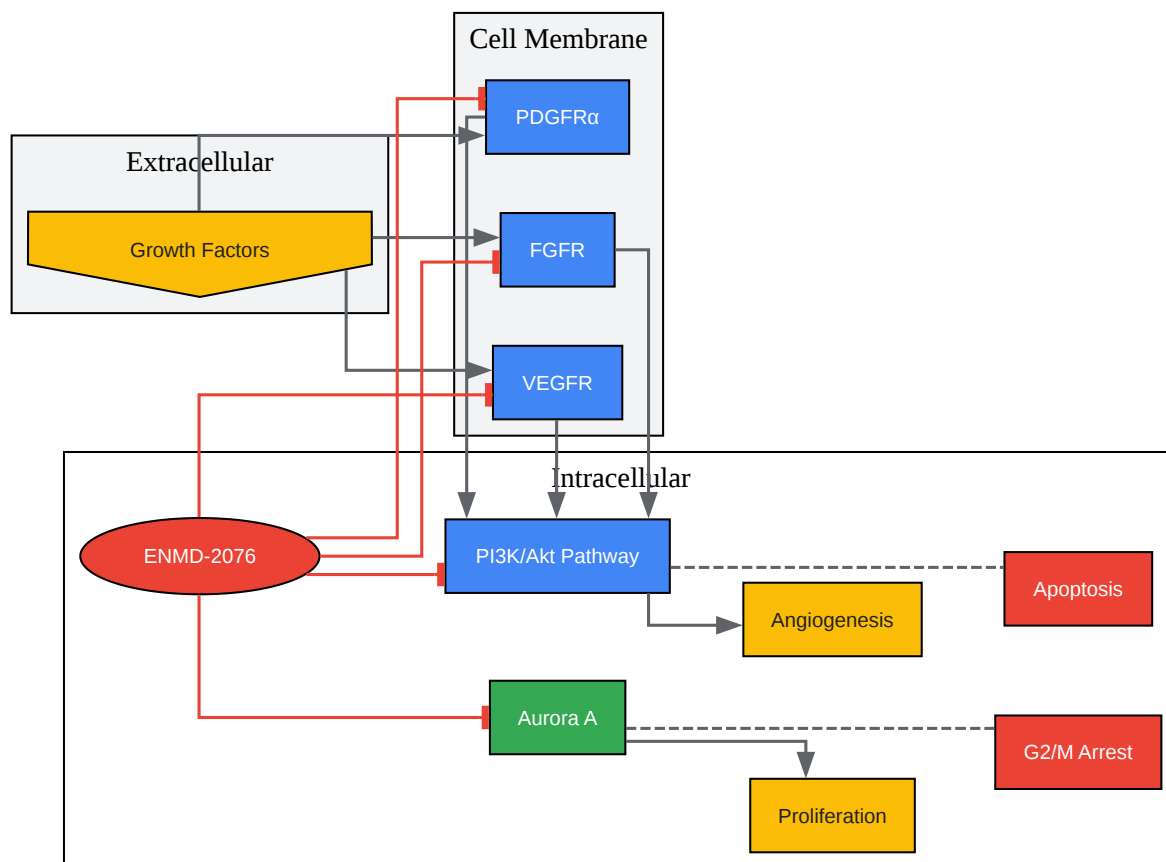 Cell Membrane
PDGFRα
Extracellular
Growth Factors
FGFR
VEGFR
Intracellular
ENMD-2076
PI3K/Akt Pathway
Apoptosis
Angiogenesis
Aurora A
G2/M Arrest
Proliferation